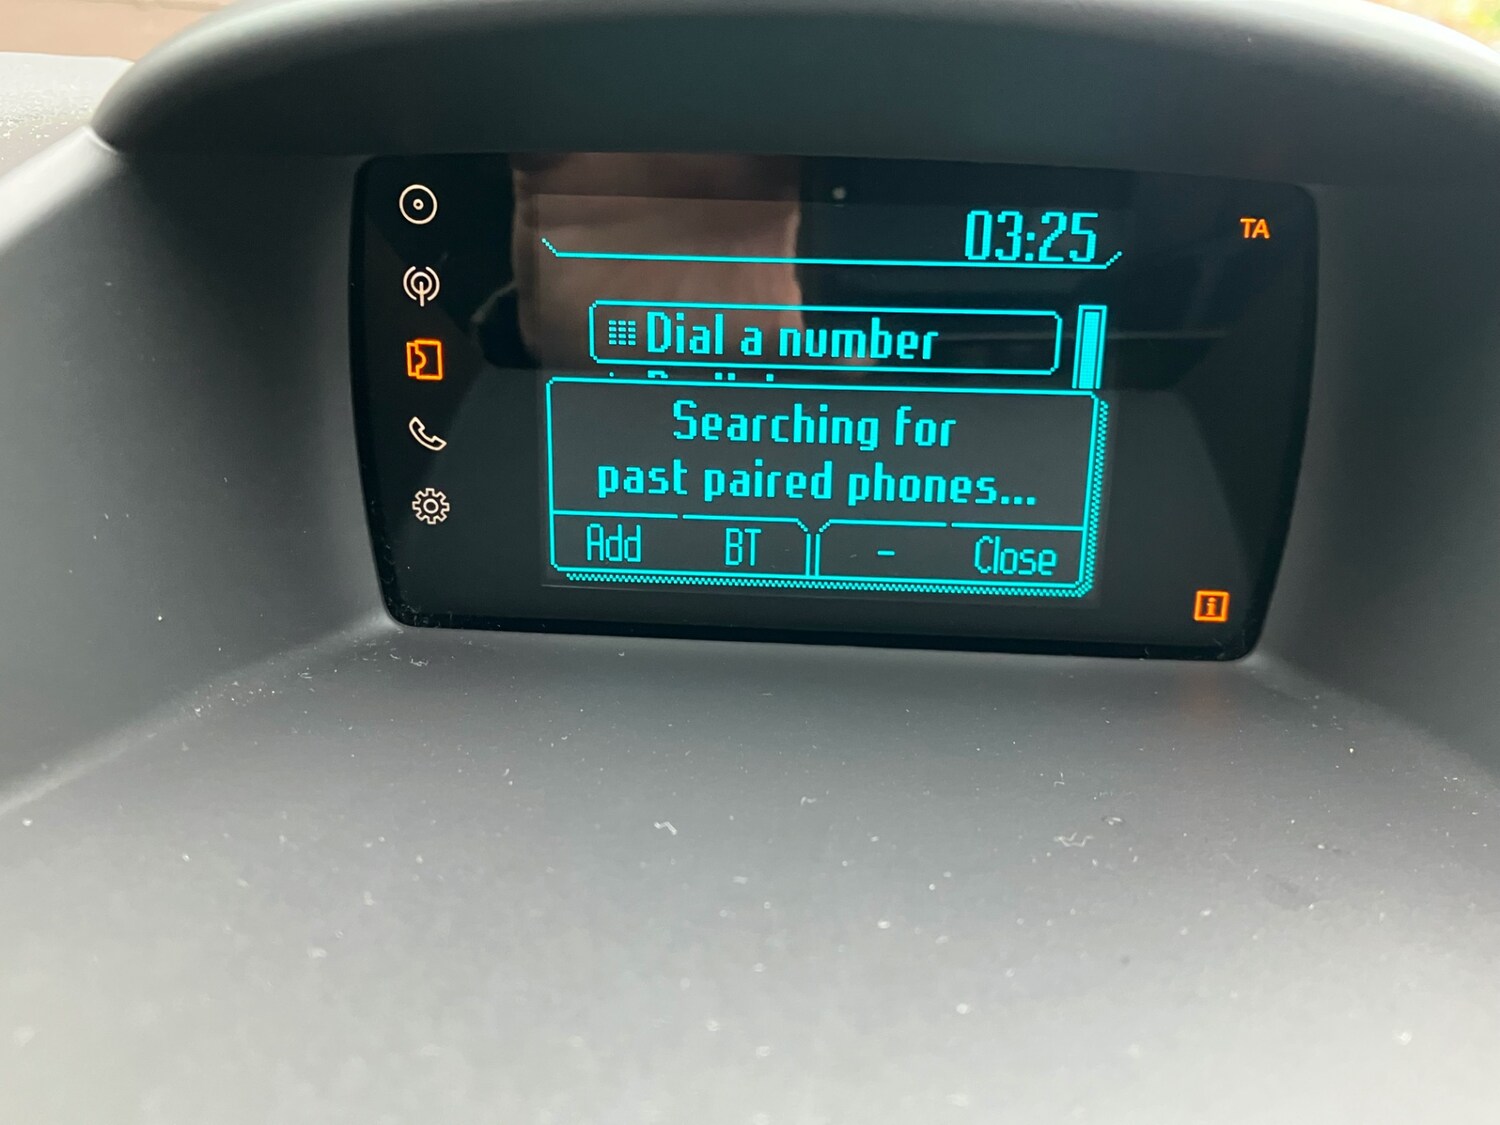 03:25
TA
Dial a number
Searching for
past paired phones...
Add BT - Close
i